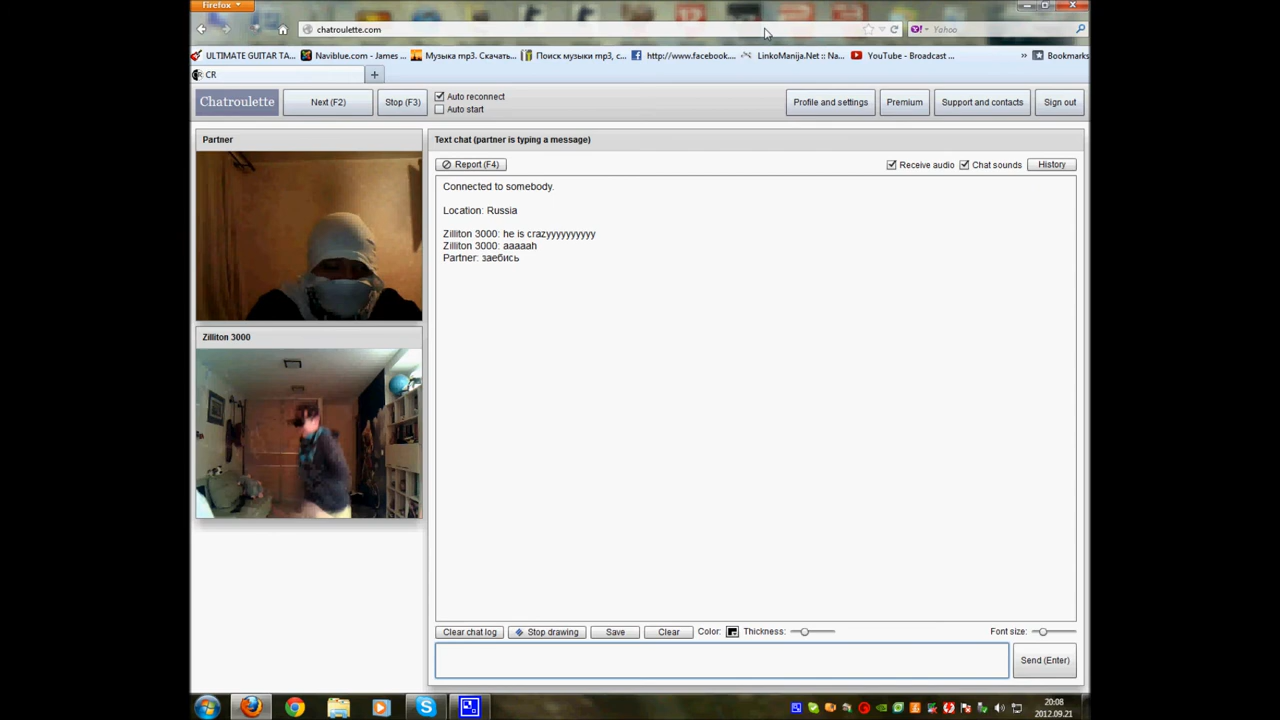 Firefox
chatroulette.com
Yahoo
ULTIMATE GUITAR TA...
Naviblue.com - James ...
Музыка mp3. Скачать...
Поиск музыки mp3, с...
http://www.facebook....
LinkoManija.Net :: Na...
YouTube - Broadcast ...
»
Bookmarks
CR
Chatroulette
Next (F2)
Stop (F3)
Auto reconnect
Auto start
Profile and settings
Premium
Support and contacts
Sign out
Partner
Text chat (partner is typing a message)
Report (F4)
Receive audio
Chat sounds
History
Connected to somebody.
Location: Russia
Zilliton 3000: he is crazyyyyyyyyyy
Zilliton 3000: aaaaah
Partner: заебись
Zilliton 3000
Clear chat log
Stop drawing
Save
Clear
Color:
Thickness:
Font size:
Send (Enter)
20:08
2012.09.21